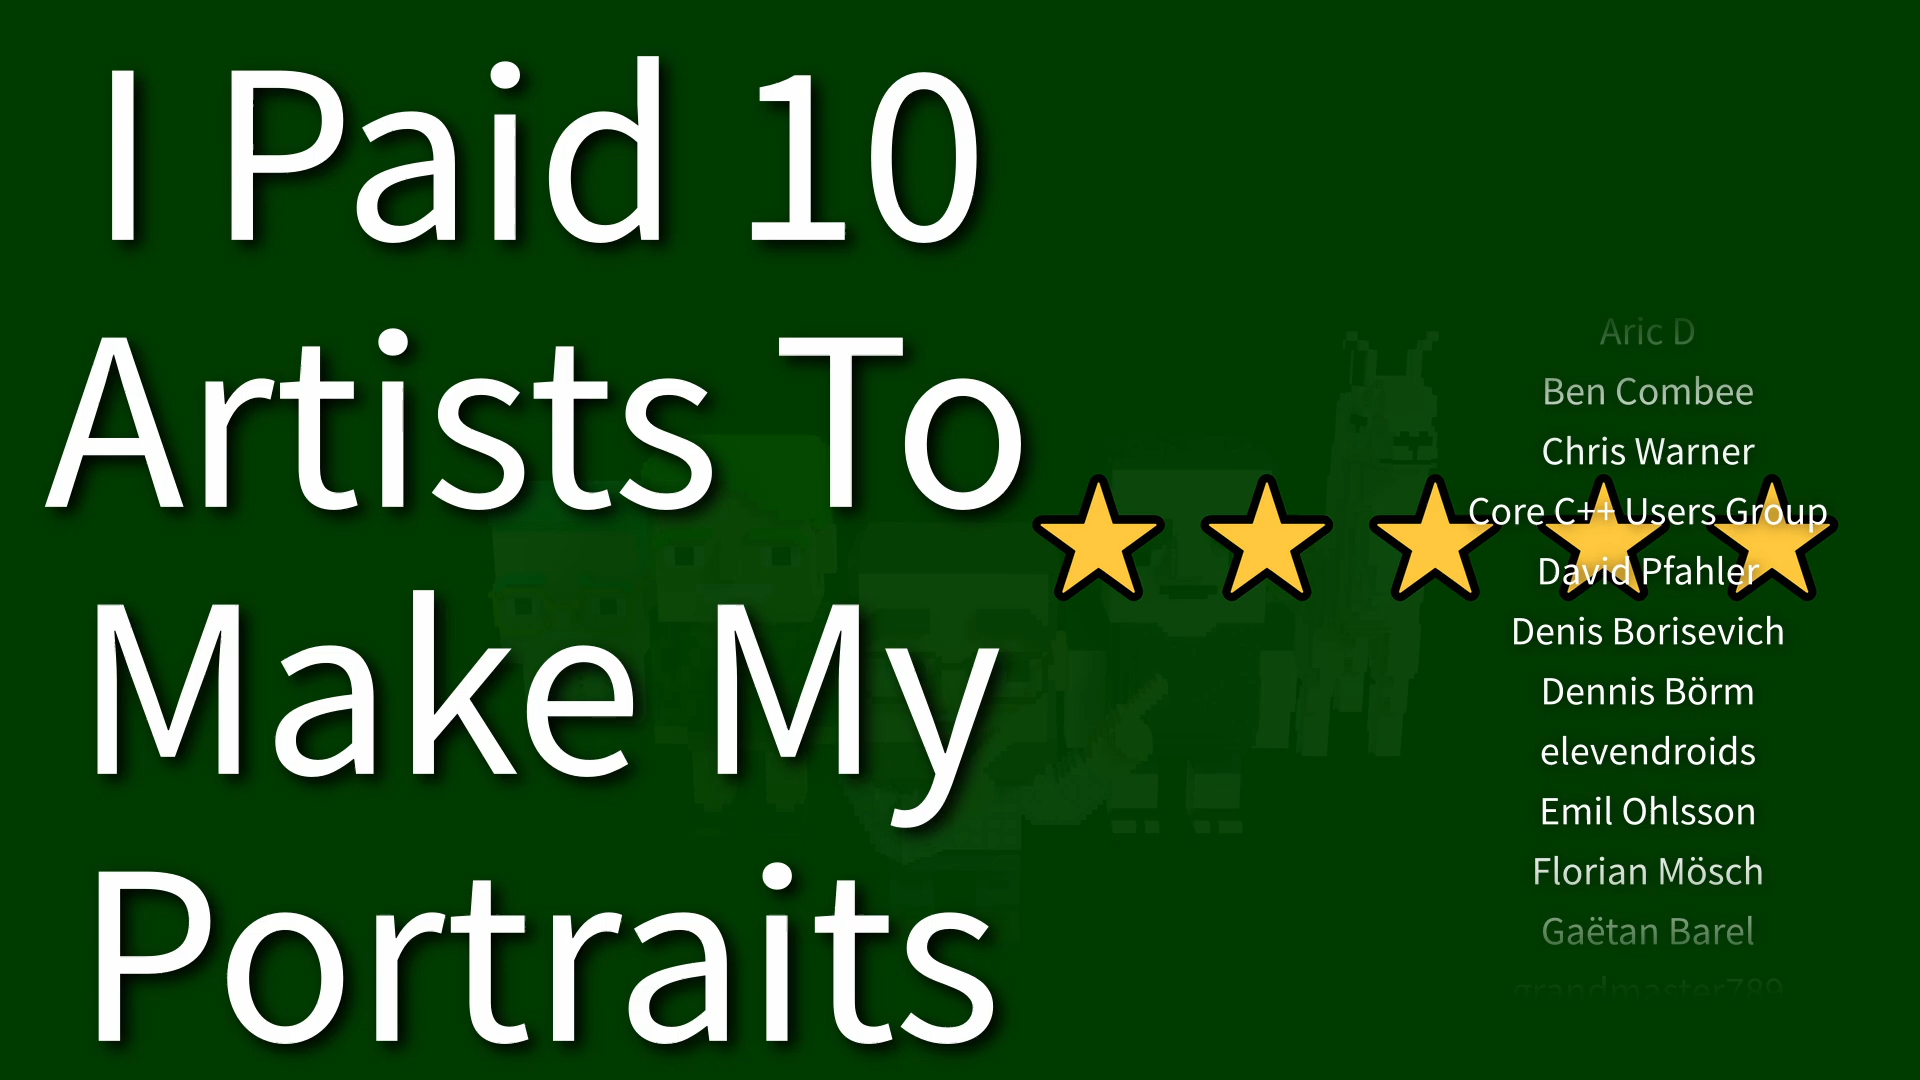 I Paid 10
Artists To
Make My
Portraits
Aric D
Ben Combee
Chris Warner
Core C++ Users Group
David Pfahler
Denis Borisevich
Dennis Börm
elevendroids
Emil Ohlsson
Florian Mösch
Gaëtan Barel
grandmaster789